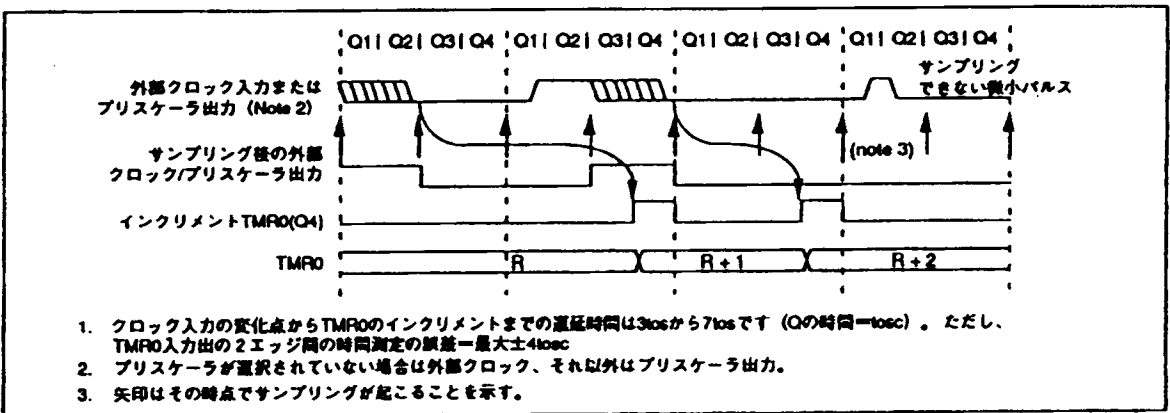 Q1| Q2| Q3| Q4 Q1| Q2| Q3| Q4 Q1| Q2| Q3| Q4 Q1| Q2| Q3| Q4
外部クロック入力または
プリスケーラ出力 (Note 2)
サンプリング
できない微小パルス
サンプリング後の外部
クロック/プリスケーラ出力
(note 3)
インクリメントTMR0(Q4)
TMR0 R R + 1 R + 2
1. クロック入力の変化点からTMR0のインクリメントまでの遅延時間は3tosから7tosです (Qの時間=tosc) 。 ただし、
TMR0入力出の2エッジ間の時間測定の誤差=最大±4tosc
2. プリスケーラが選択されていない場合は外部クロック、それ以外はプリスケーラ出力。
3. 矢印はその時点でサンプリングが起こることを示す。